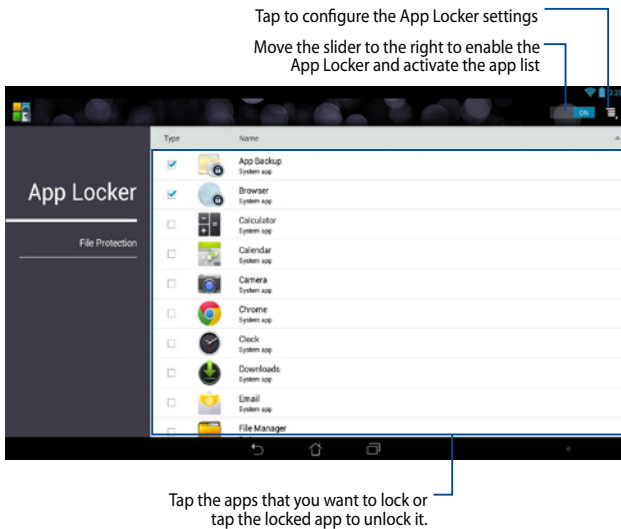 Tap to configure the App Locker settings
Move the slider to the right to enable the
App Locker and activate the app list
ON
Type
Name
App Locker
File Protection
App Backup
System app
Browser
System app
Calculator
System app
Calendar
System app
Camera
System app
Chrome
System app
Clock
System app
Downloads
System app
Email
System app
File Manager
Tap the apps that you want to lock or
tap the locked app to unlock it.